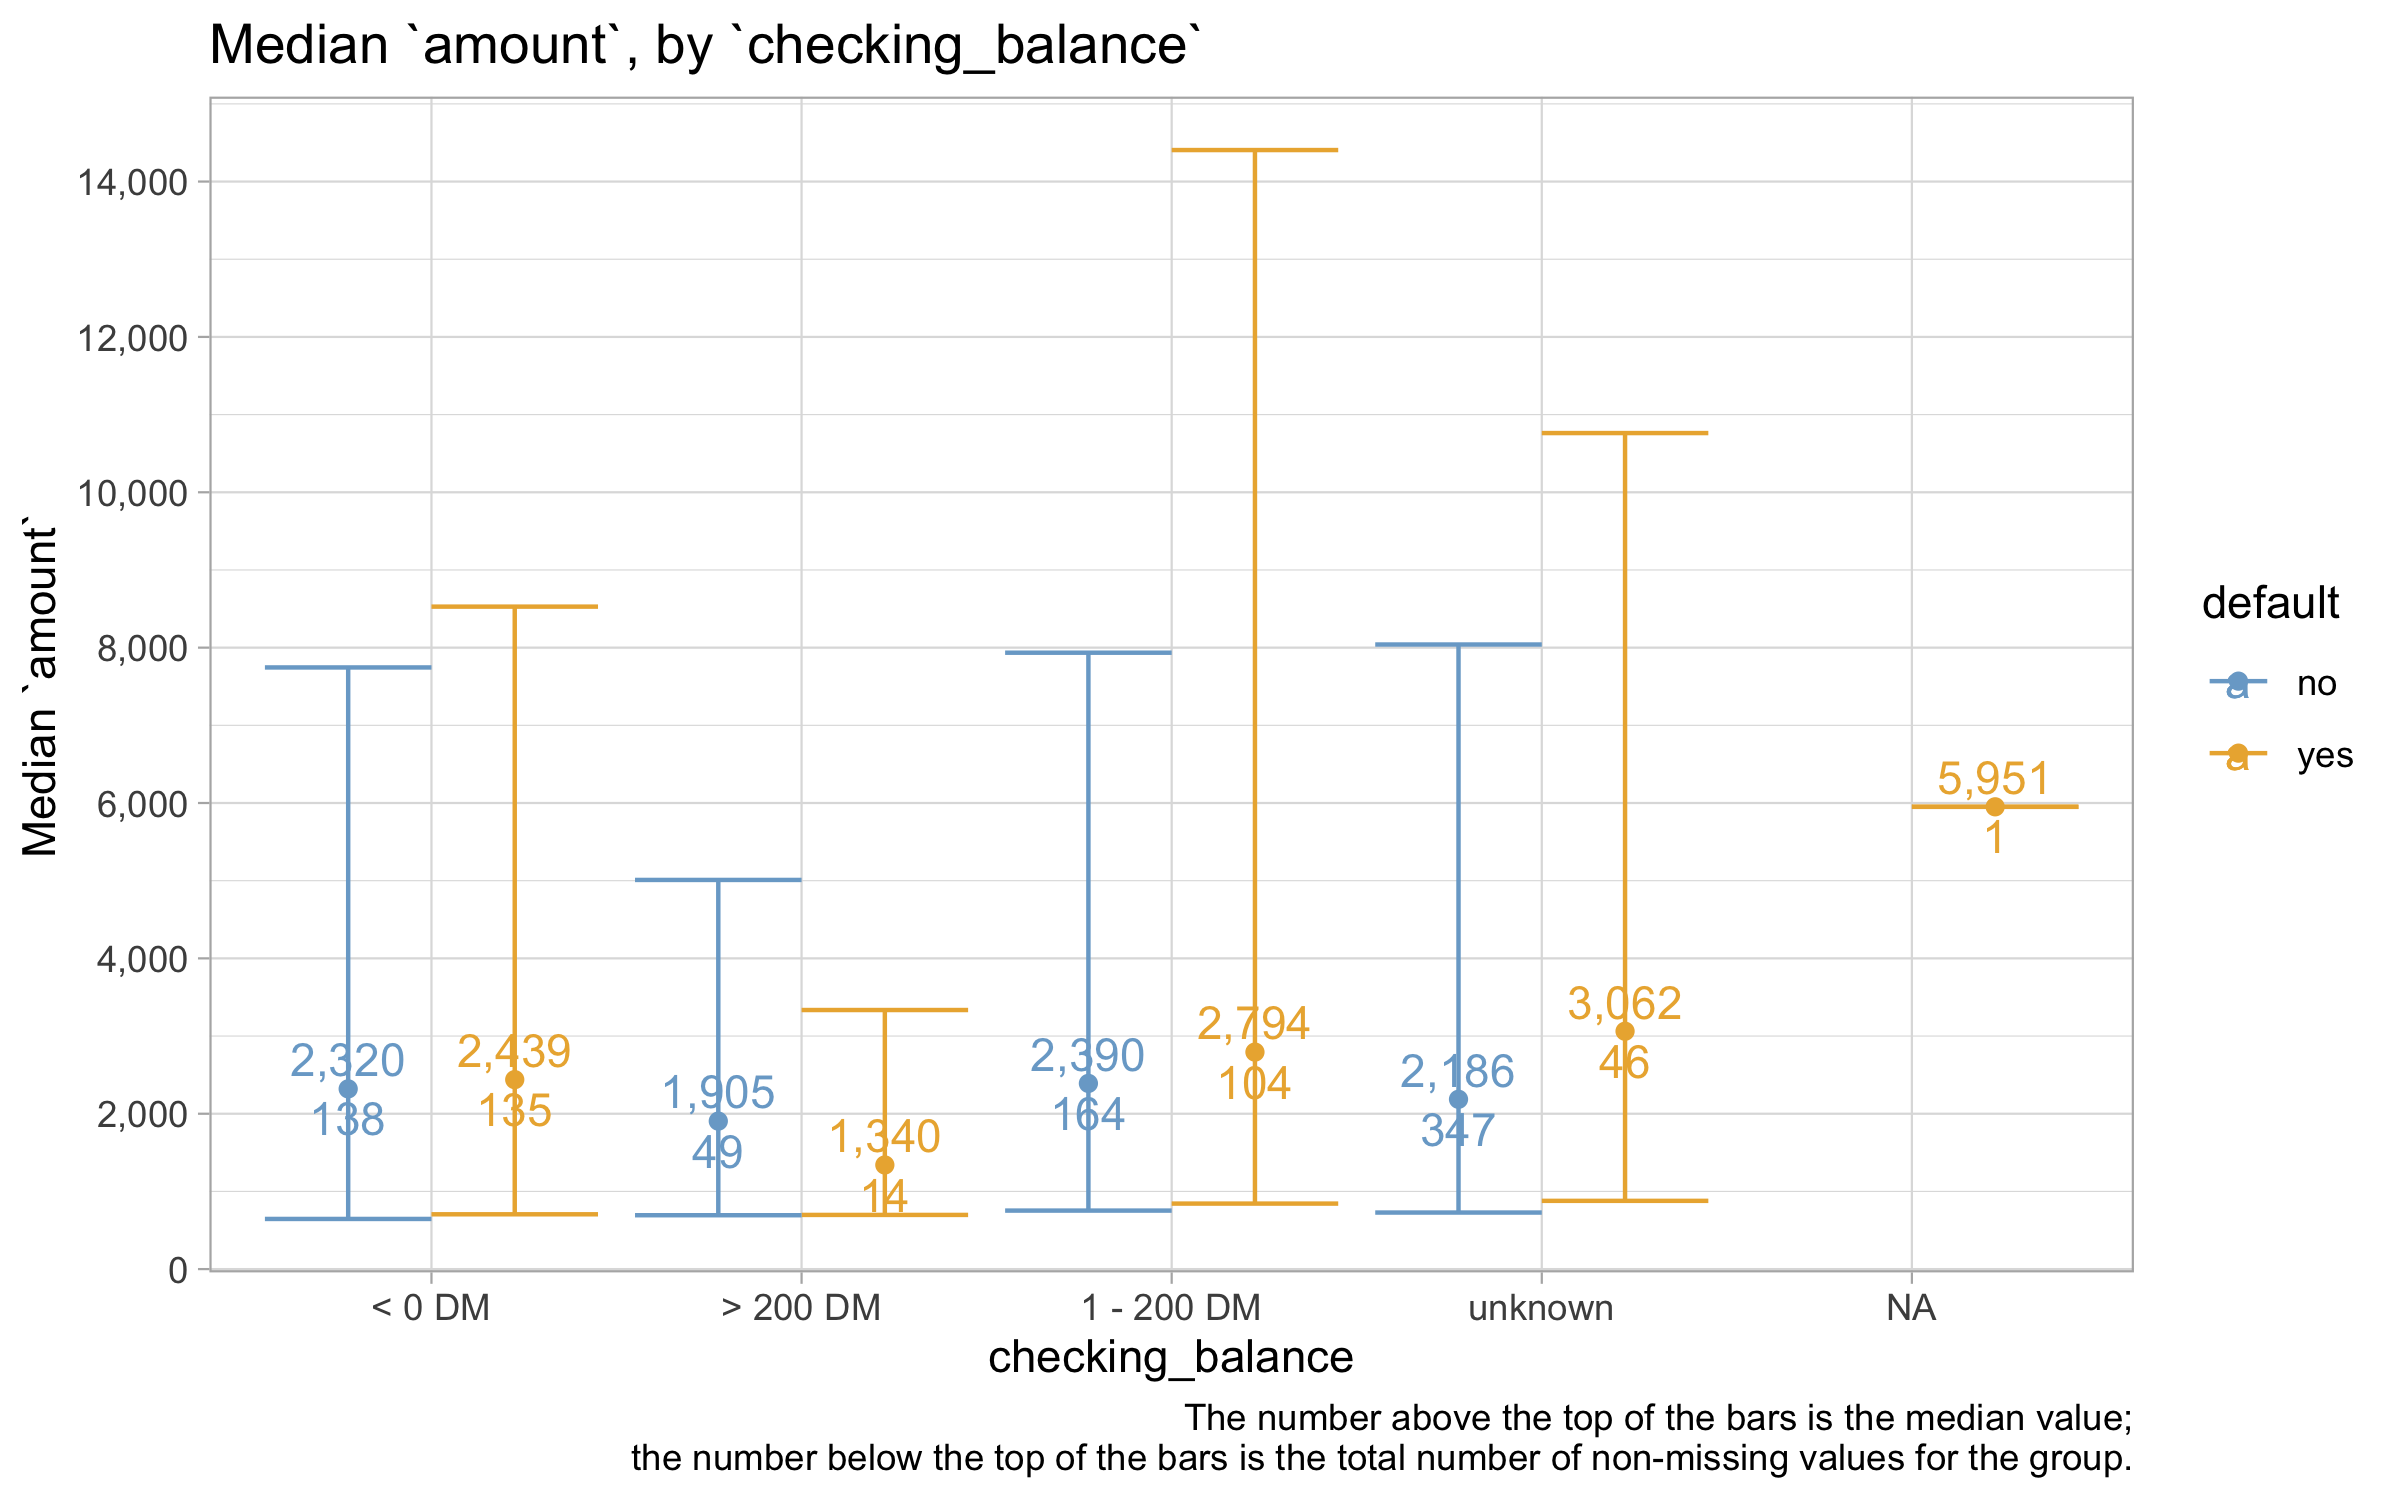 Median `amount`, by `checking_balance`
Median `amount`
14,000
12,000
10,000
8,000
6,000
4,000
2,000
0
2,320
138
2,439
135
1,905
49
1,340
14
2,390
164
2,794
104
2,186
347
3,062
46
5,951
1
default
a no
a yes
< 0 DM > 200 DM 1 - 200 DM unknown NA
checking_balance
The number above the top of the bars is the median value;
the number below the top of the bars is the total number of non-missing values for the group.